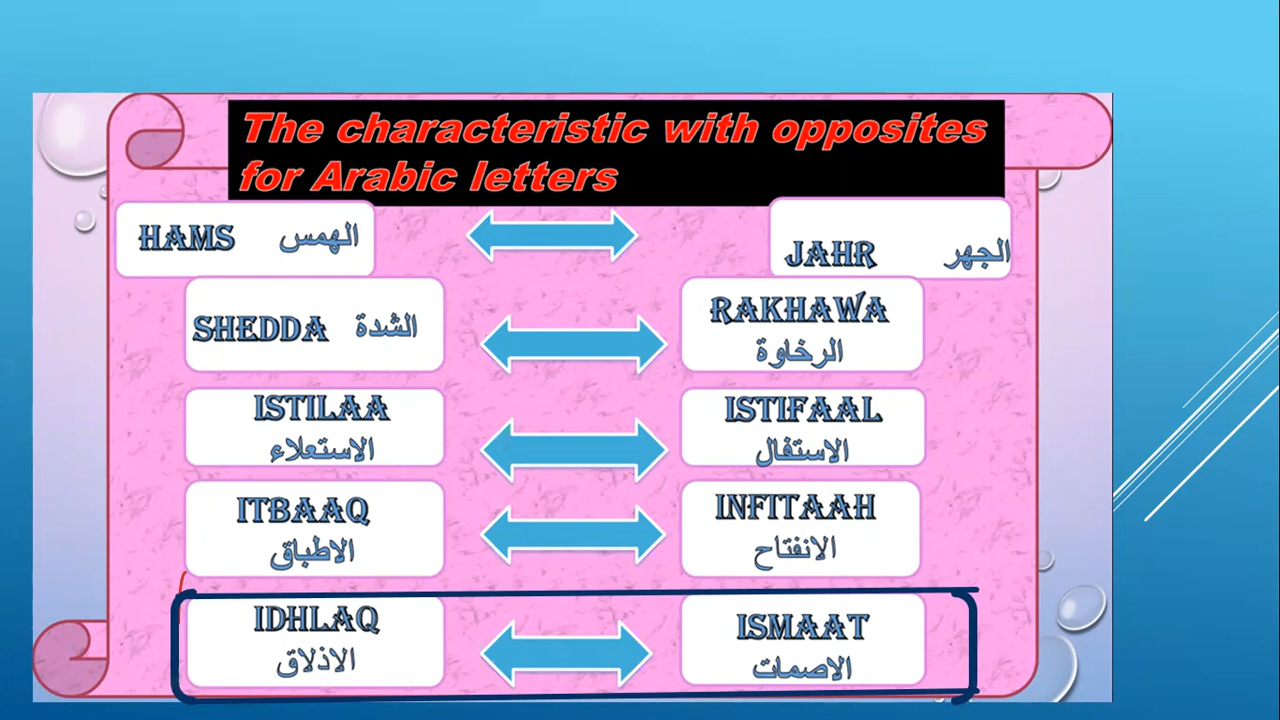 The characteristic with opposites
for Arabic letters
HAMS الهمس
JAHR الجهر
SHEDDA الشدة
RAKHAWA
الرخاوة
ISTILAA
الاستعلاء
ISTIFAAL
الاستفال
ITBAAQ
الاطباق
INFITAAH
الانفتاح
IDHLAQ
الاذلاق
ISMAAT
الاصمات